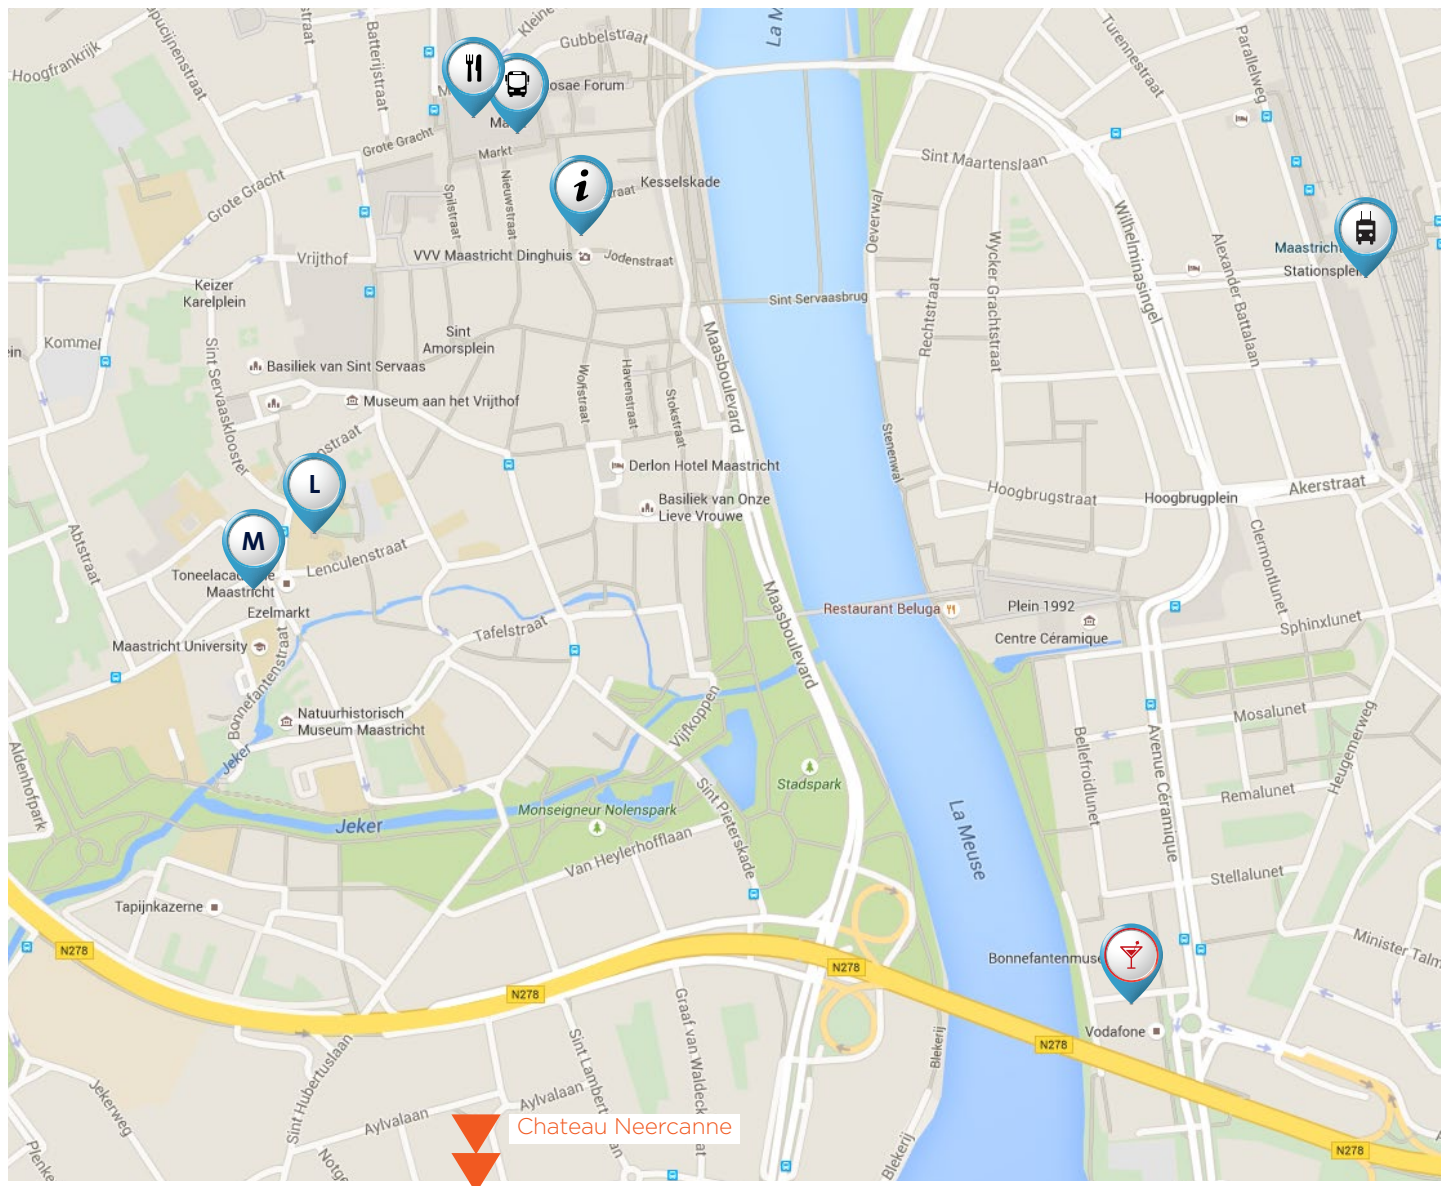 Hoogfrankrijk
Batterijstraat
Gubbelstraat
Turennestraat
Parallelweg
osae Forum
Grote Gracht
Markt
Kesselskade
Sint Maartenslaan
Grote Gracht
Spilstraat
Nieuwstraat
i
Oeverwal
Wilhelminasingel
Wycker Grachtstraat
Alexander Battalaan
Vrijthof
VVV Maastricht Dinghuis
Jodenstraat
Maastricht
Stationsplein
Keizer
Karelplein
Sint Servaasbrug
Rechtstraat
Kommel
Sint
Amorsplein
Maasboulevard
Sint Servaasklooster
Basiliek van Sint Servaas
Wolfstraat
Havenstraat
Stokstraat
Museum aan het Vrijthof
Stenenwal
Derlon Hotel Maastricht
L
Basiliek van Onze
Lieve Vrouwe
Hoogbrugstraat
Hoogbrugplein
Akerstraat
M
Abtstraat
Lenculenstraat
Clermontlunet
Maastricht
Ezelmarkt
Maasboulevard
Restaurant Beluga
Plein 1992
Centre Céramique
Sphinxlunet
Tafelstraat
Maastricht University
Bonnefantenstraat
Natuurhistorisch
Museum Maastricht
Vijfkoppen
Mosalunet
Bellefroidlunet
Avenue Céramique
Heugemerweg
Aldenhofpark
Jeker
Stadspark
Monseigneur Nolenspark
Sint Pieterskade
Remalunet
Jeker
La Meuse
Van Heylerhofflaan
Stellalunet
Tapijnkazerne
N278
Minister Talm
Bonnefantenmuse
N278
N278
Vodafone
N278
Graaf van Waldeck
Sint Lambert
Blekerij
Sint Hubertuslaan
Jekerweg
Aylvalaan
Aylvalaan
Chateau Neercanne
Blekerij
N278